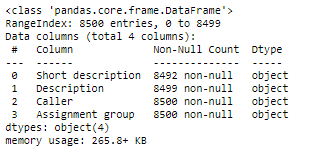 <class 'pandas.core.frame.DataFrame'>
RangeIndex: 8500 entries, 0 to 8499
Data columns (total 4 columns):
 #   Column             Non-Null Count  Dtype
---  ------             --------------  -----
 0   Short description  8492 non-null   object
 1   Description        8499 non-null   object
 2   Caller             8500 non-null   object
 3   Assignment group   8500 non-null   object
dtypes: object(4)
memory usage: 265.8+ KB